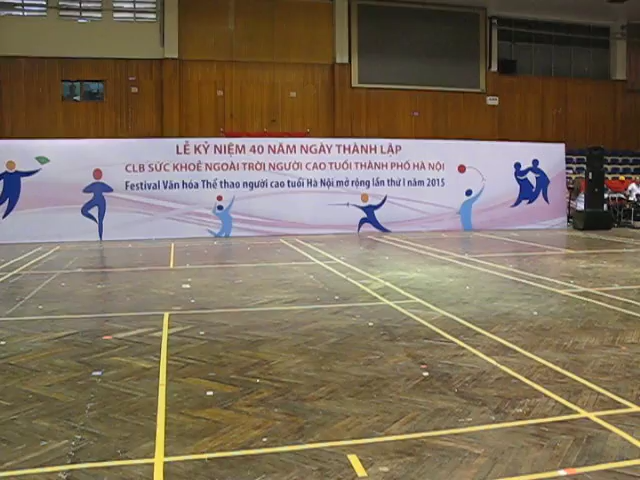 LỄ KỶ NIỆM 40 NĂM NGÀY THÀNH LẬP
CLB SỨC KHOẺ NGOÀI TRỜI NGƯỜI CAO TUỔI THÀNH PHỐ HÀ NỘI
Festival Văn hóa Thể thao người cao tuổi Hà Nội mở rộng lần thứ I năm 2015